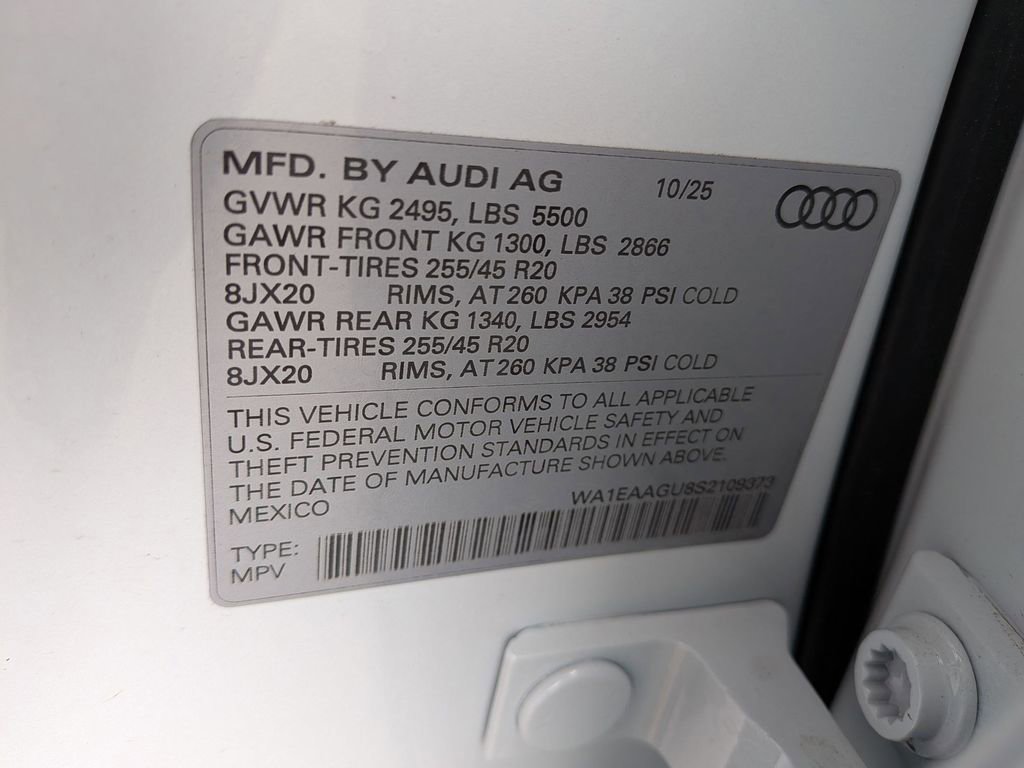 MFD. BY AUDI AG 10/25
GVWR KG 2495, LBS 5500
GAWR FRONT KG 1300, LBS 2866
FRONT-TIRES 255/45 R20
8JX20 RIMS, AT 260 KPA 38 PSI COLD
GAWR REAR KG 1340, LBS 2954
REAR-TIRES 255/45 R20
8JX20 RIMS, AT 260 KPA 38 PSI COLD
THIS VEHICLE CONFORMS TO ALL APPLICABLE
U.S. FEDERAL MOTOR VEHICLE SAFETY AND
THEFT PREVENTION STANDARDS IN EFFECT ON
THE DATE OF MANUFACTURE SHOWN ABOVE.
MEXICO WA1EAAGU8S2109373
TYPE:
MPV